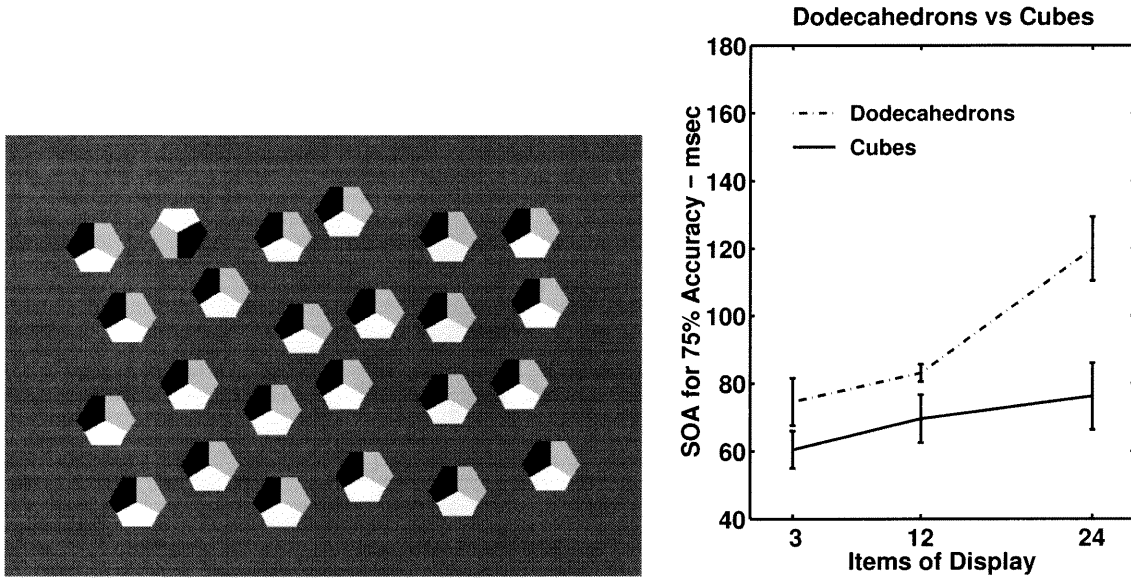 Dodecahedrons vs Cubes
180
160
140
120
100
80
60
40
SOA for 75% Accuracy – msec
Dodecahedrons
Cubes
3 12 24
Items of Display